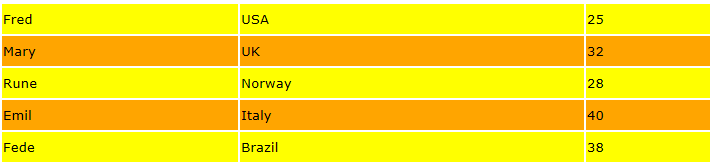 Fred USA 25
Mary UK 32
Rune Norway 28
Emil Italy 40
Fede Brazil 38